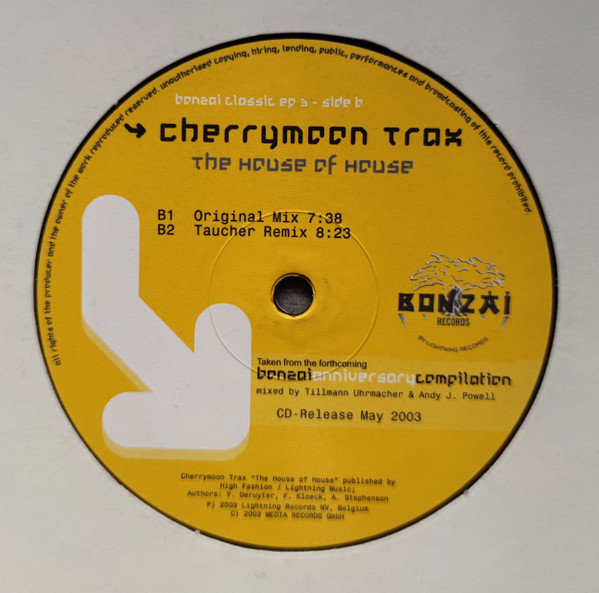 all rights of the producer and the owner of the work reproduced reserved. unauthorised copying, hiring, lending, public, performances and broadcasting of this record prohibited.
bonzai classic ep 3 - side b
cherrymoon trax
the house of house
B1 Original Mix 7:38
B2 Taucher Remix 8:23
BONZAI
RECORDS
BY LIGHTNING RECORDS
Taken from the forthcoming
bonzaianniversarycompilation
mixed by Tillmann Uhrmacher & Andy J. Powell
CD-Release May 2003
Cherrymoon Trax "The House of House" published by
High Fashion / Lightning Music;
Authors: Y. Deruyter, F. Kloeck, A. Stephenson
P) 2003 Lightning Records NV, Belgium
C) 2003 MEDIA RECORDS GmbH